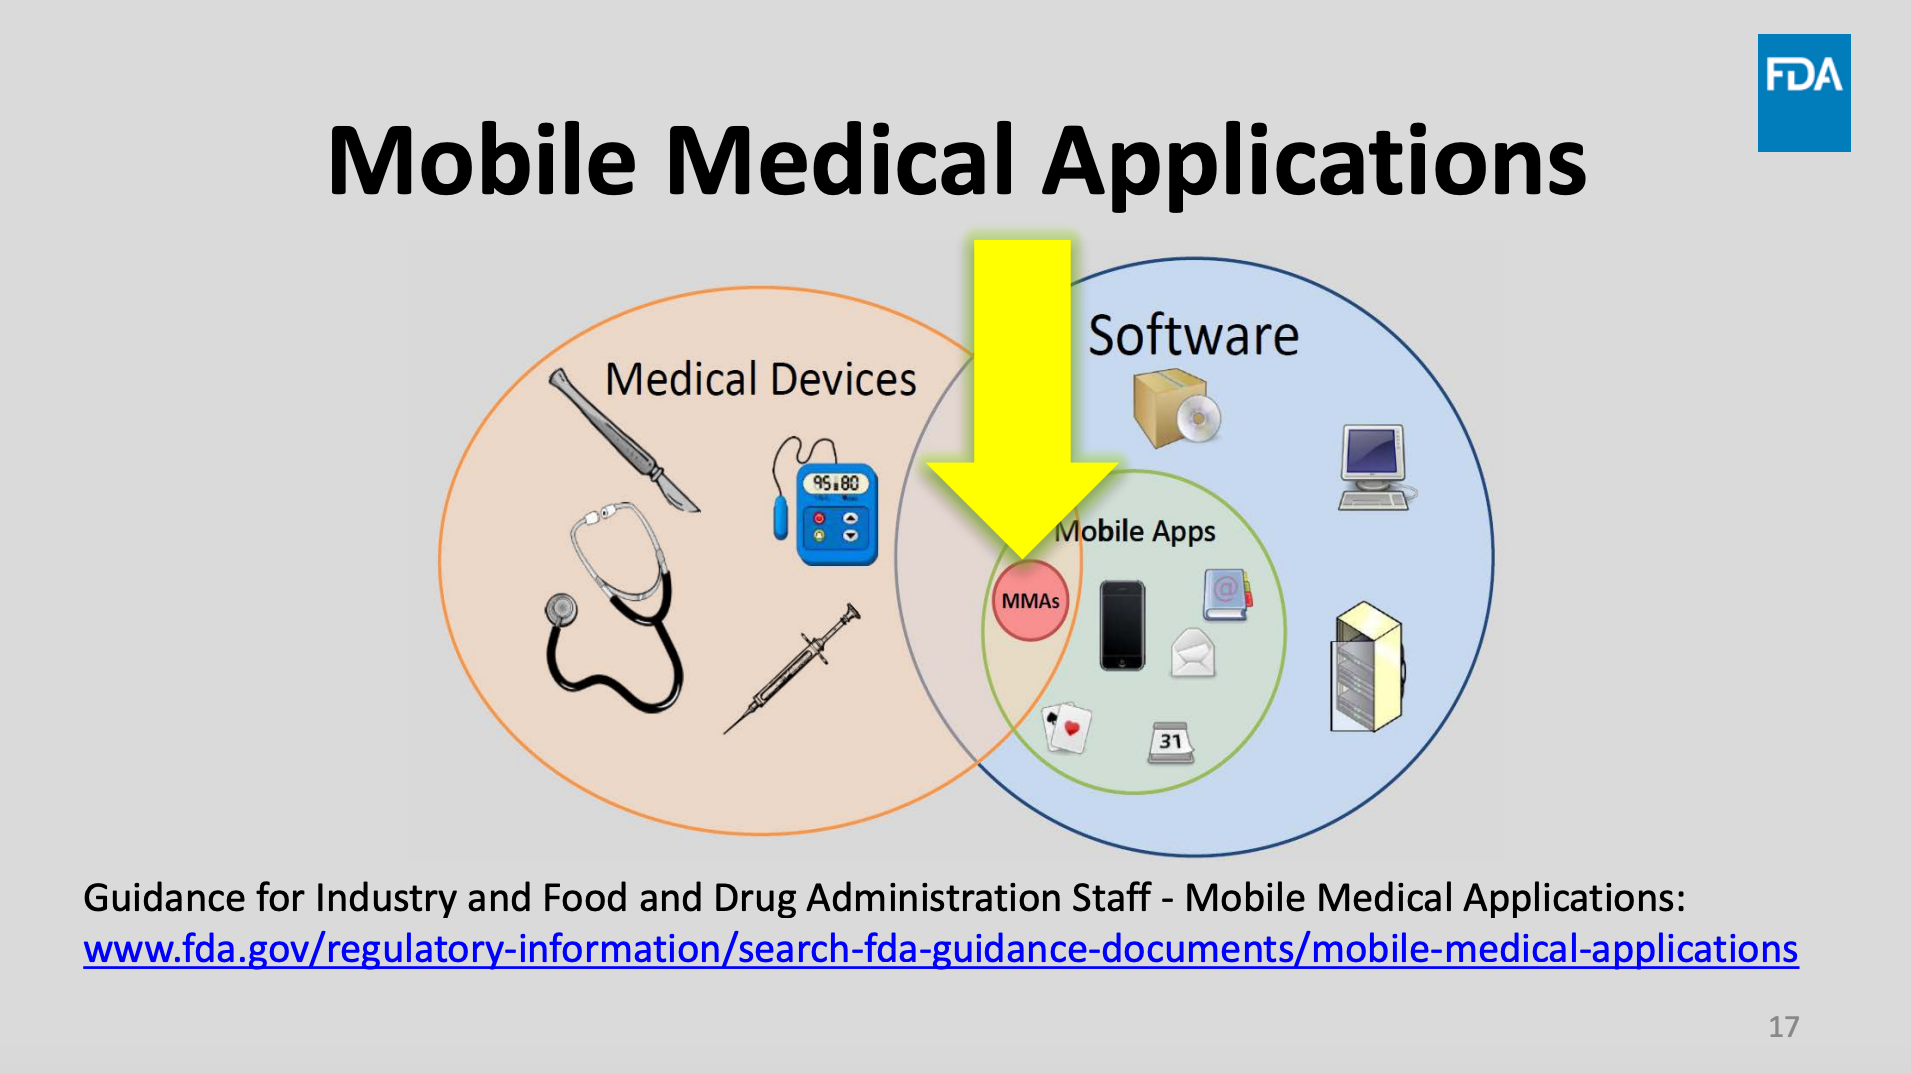 FDA
Mobile Medical Applications
Software
Medical Devices
95 80
Mobile Apps
@
MMAs
31
Guidance for Industry and Food and Drug Administration Staff - Mobile Medical Applications:
www.fda.gov/regulatory-information/search-fda-guidance-documents/mobile-medical-applications
17